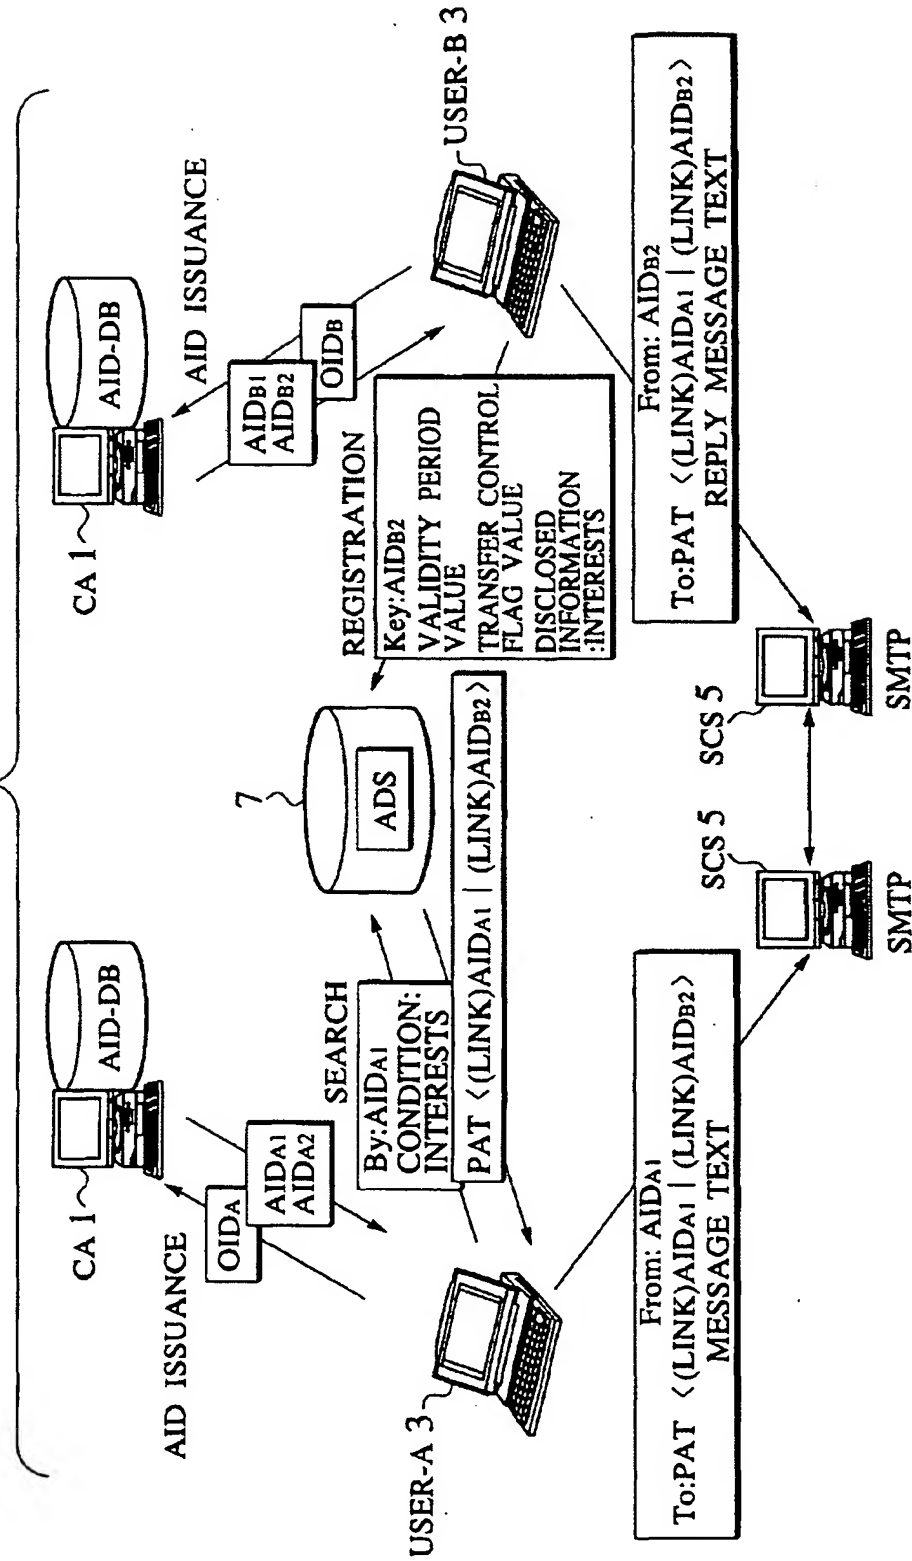 CA 1
AID-DB
AID ISSUANCE
OIDA
AIDA1
AIDA2
CA 1
AID-DB
AID ISSUANCE
AIDB1
AIDB2
OIDB
SEARCH
By:AIDA1
CONDITION:
INTERESTS
7
ADS
REGISTRATION
Key:AIDB2
VALIDITY PERIOD
VALUE
TRANSFER CONTROL
FLAG VALUE
DISCLOSED
INFORMATION
:INTERESTS
PAT <(LINK)AIDA1 | (LINK)AIDB2>
USER-A 3
USER-B 3
From: AIDA1
To:PAT <(LINK)AIDA1 | (LINK)AIDB2>
MESSAGE TEXT
SCS 5
SMTP
SCS 5
SMTP
From: AIDB2
To:PAT <(LINK)AIDA1 | (LINK)AIDB2>
REPLY MESSAGE TEXT